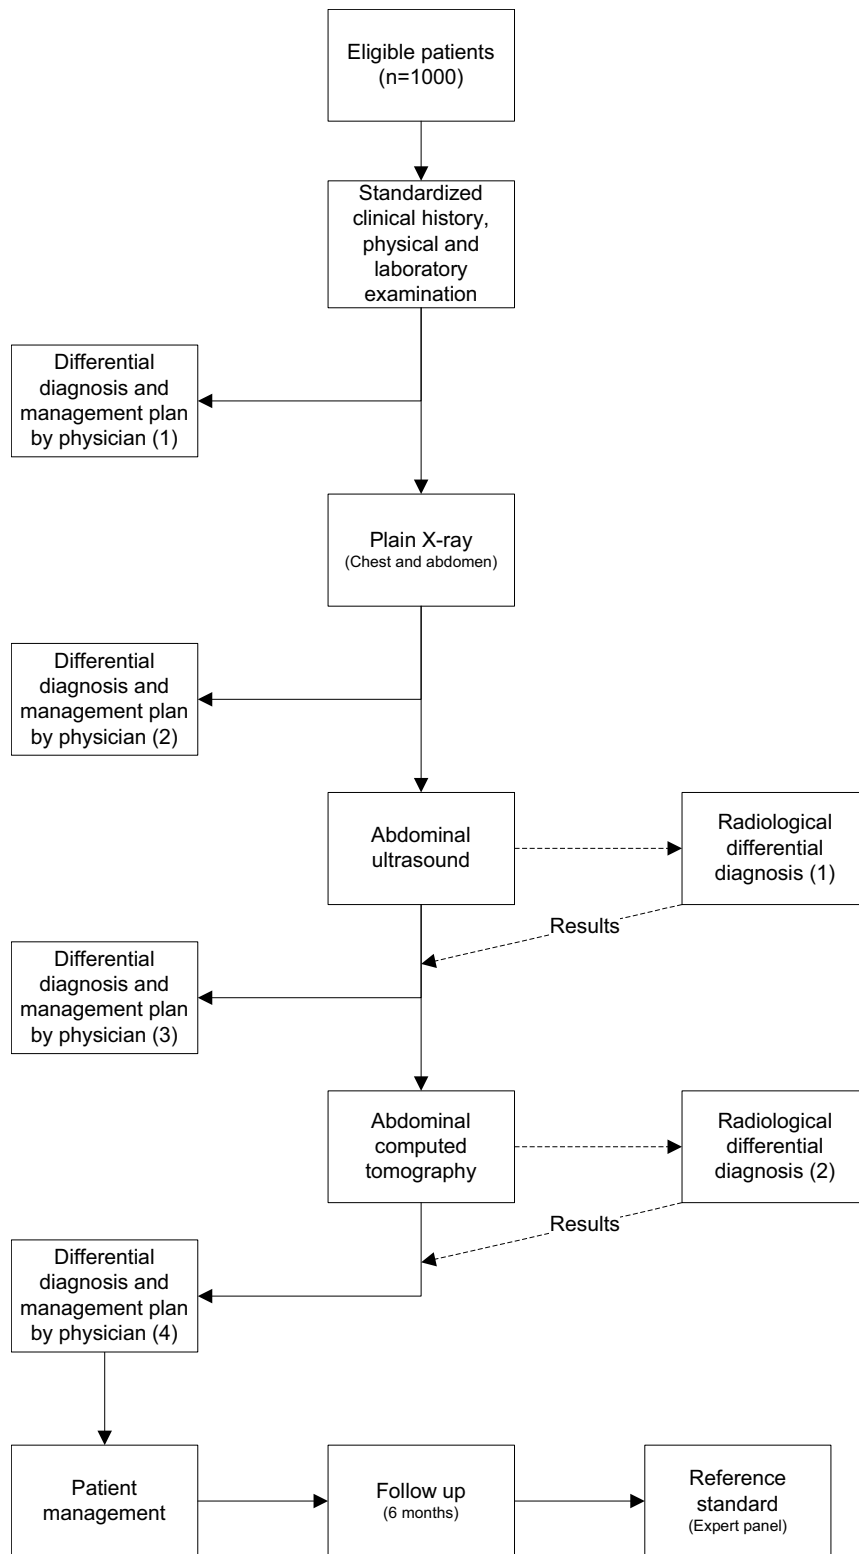 Eligible patients
(n=1000)
Standardized
clinical history,
physical and
laboratory
examination
Differential
diagnosis and
management plan
by physician (1)
Plain X-ray
(Chest and abdomen)
Differential
diagnosis and
management plan
by physician (2)
Abdominal
ultrasound
Radiological
differential
diagnosis (1)
Results
Differential
diagnosis and
management plan
by physician (3)
Abdominal
computed
tomography
Radiological
differential
diagnosis (2)
Results
Differential
diagnosis and
management plan
by physician (4)
Patient
management
Follow up
(6 months)
Reference
standard
(Expert panel)